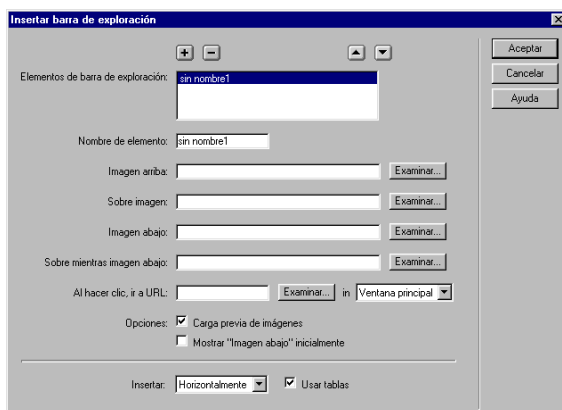 Insertar barra de exploración
Elementos de barra de exploración: sin nombre1
Nombre de elemento: sin nombre1
Imagen arriba: Examinar...
Sobre imagen: Examinar...
Imagen abajo: Examinar...
Sobre mientras imagen abajo: Examinar...
Al hacer clic, ir a URL: Examinar... in Ventana principal
Opciones: Carga previa de imágenes
Mostrar "Imagen abajo" inicialmente
Insertar: Horizontalmente Usar tablas
Aceptar
Cancelar
Ayuda